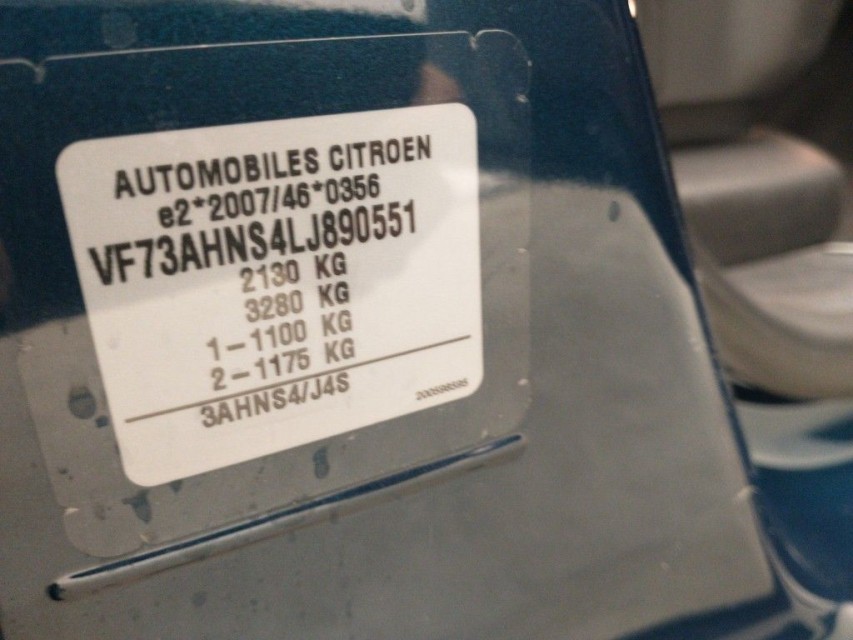 AUTOMOBILES CITROEN
e2*2007/46*0356
VF73AHNS4LJ890551
2130 KG
3280 KG
1-1100 KG
2-1175 KG
3AHNS4/J4S